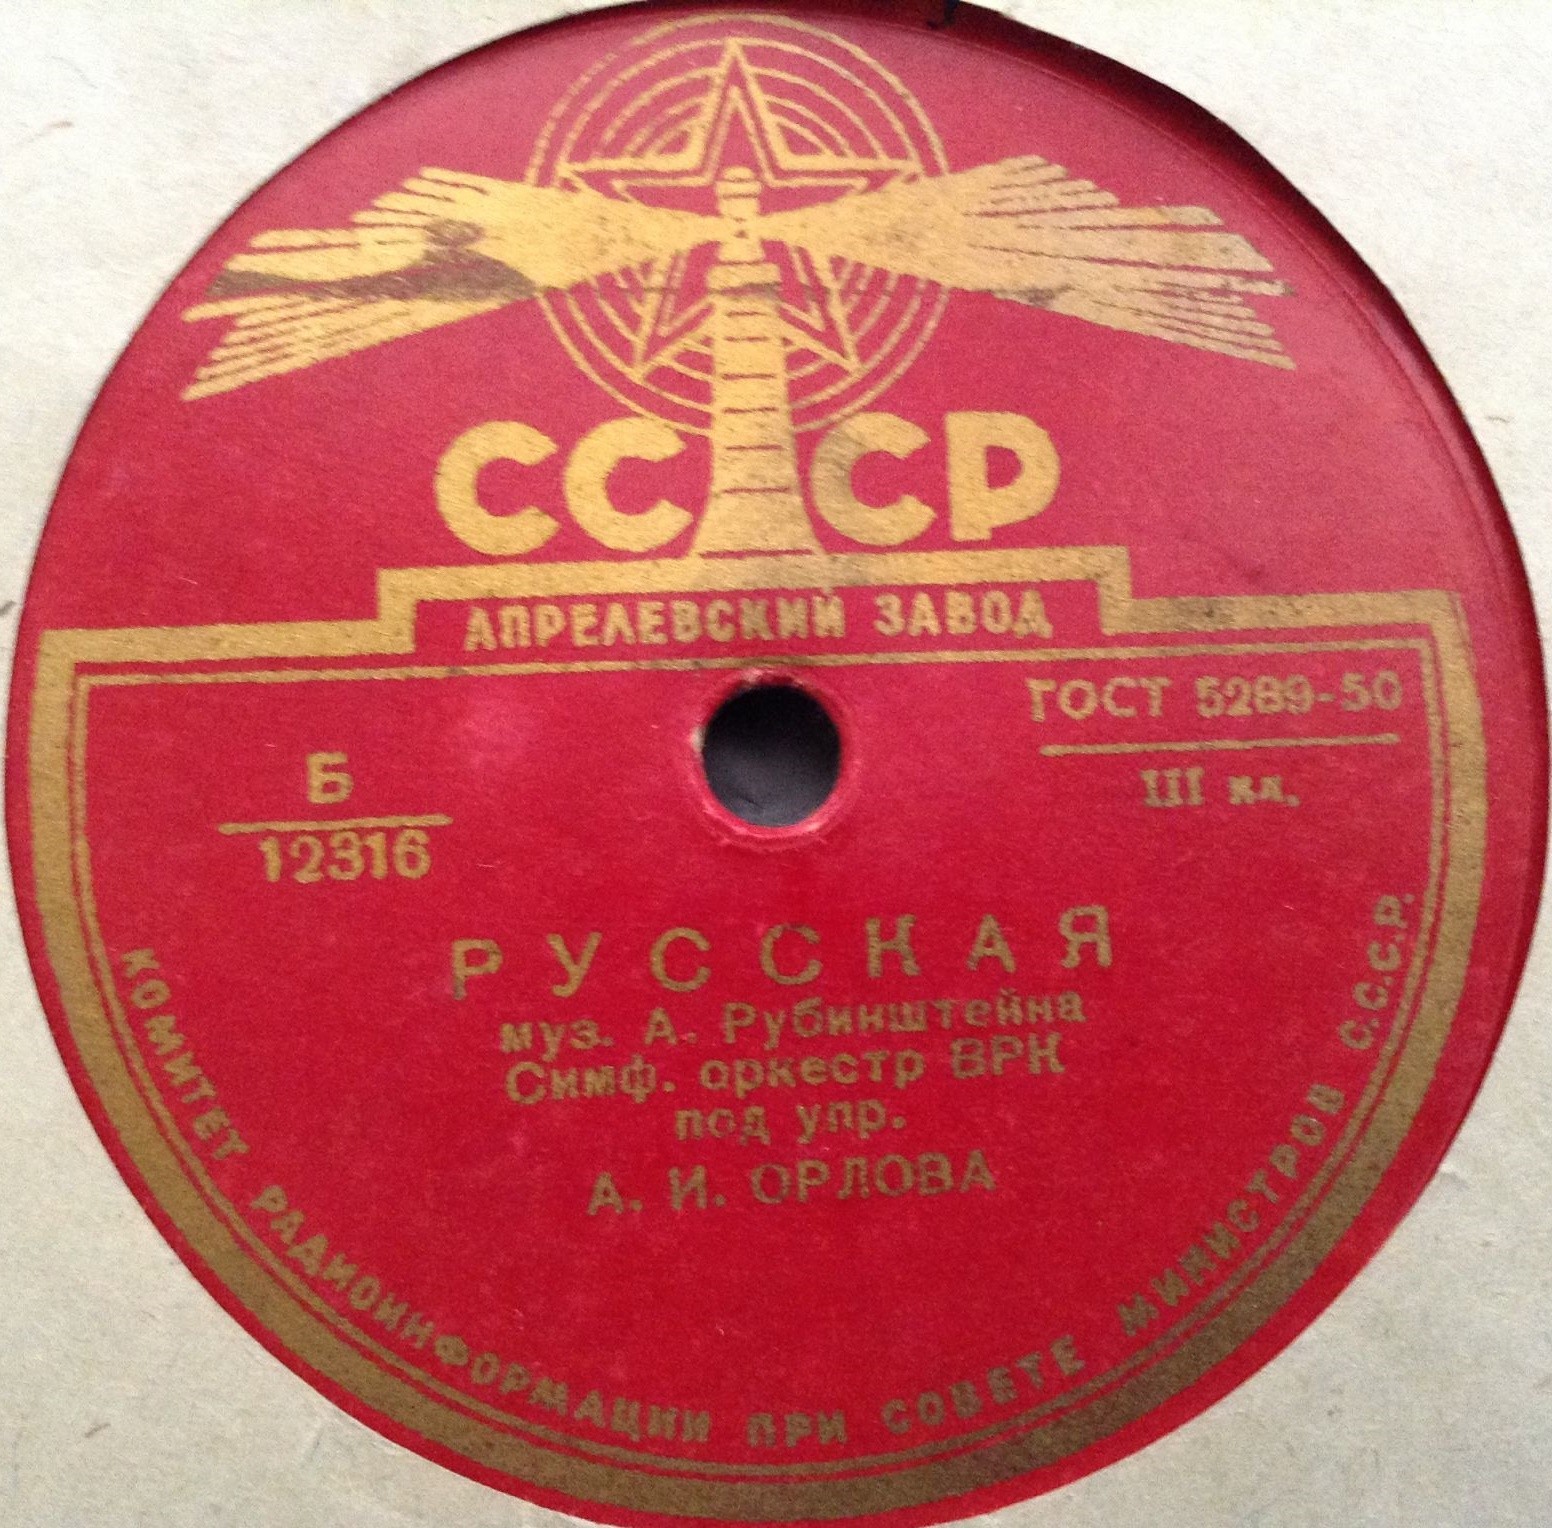 СССР
АПРЕЛЕВСКИЙ ЗАВОД
ГОСТ 5289-50
III кл.
Б
12316
РУССКАЯ
муз. А. Рубинштейна
Симф. оркестр ВРК
под упр.
А. И. ОРЛОВА
КОМИТЕТ РАДИОИНФОРМАЦИИ ПРИ СОВЕТЕ МИНИСТРОВ С.С.С.Р.